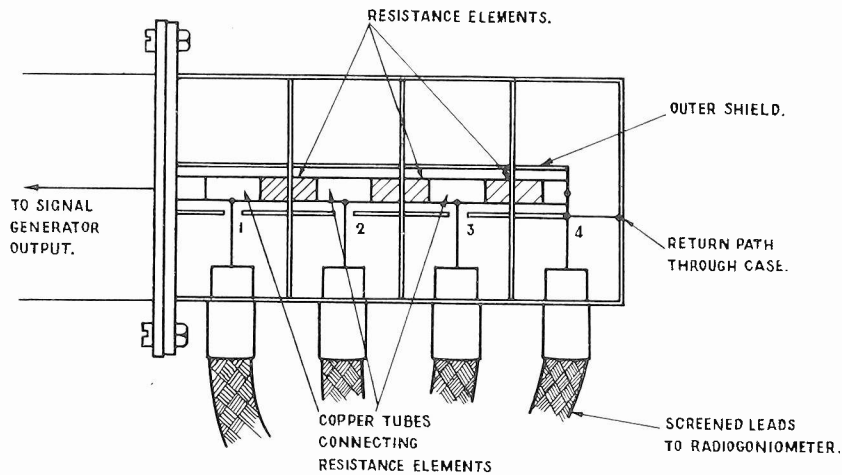 RESISTANCE ELEMENTS.
OUTER SHIELD.
TO SIGNAL
GENERATOR
OUTPUT.
1
2
3
4
RETURN PATH
THROUGH CASE.
COPPER TUBES
CONNECTING
RESISTANCE ELEMENTS
SCREENED LEADS
TO RADIOGONIOMETER.